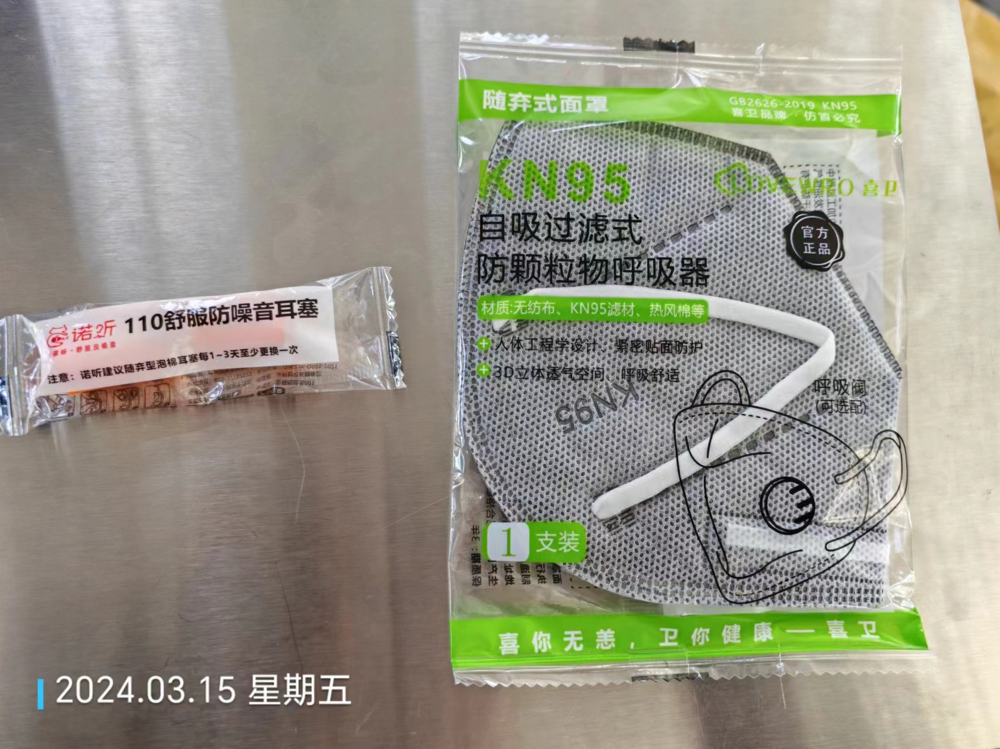 诺听
110舒服防噪音耳塞
注意：诺听建议随弃型泡棉耳塞每1~3天至少更换一次
随弃式面罩
GB2626-2019 KN95
喜卫品牌 仿冒必究
KN95
LOVEWRO 喜卫
自吸过滤式
官方
正品
防颗粒物呼吸器
材质:无纺布、KN95滤材、热风棉等
人体工程学设计、紧密贴面防护
3D立体透气空间、呼吸舒适
KN95
呼吸阀
(可选配)
1 支装
喜你无恙，卫你健康一喜卫
2024.03.15 星期五